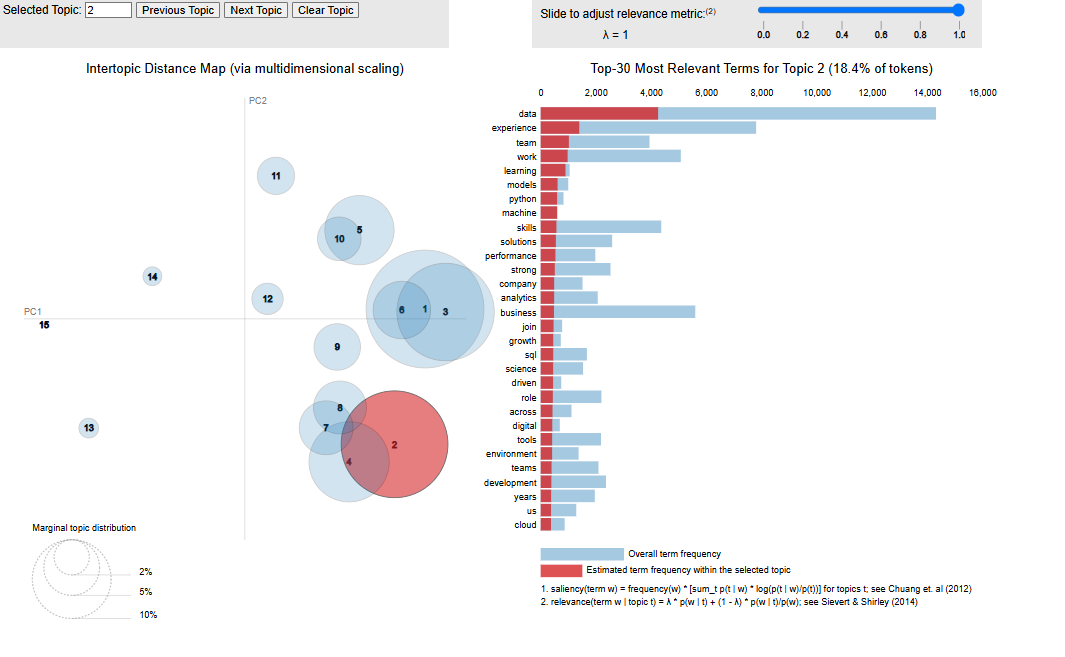 Selected Topic: 2 Previous Topic Next Topic Clear Topic
Slide to adjust relevance metric:(2)
λ = 1
0.0 0.2 0.4 0.6 0.8 1.0
Intertopic Distance Map (via multidimensional scaling)
PC2
PC1
11
5
10
14
12
6
1
3
15
9
8
7
13
2
4
Marginal topic distribution
2%
5%
10%
Top-30 Most Relevant Terms for Topic 2 (18.4% of tokens)
0 2,000 4,000 6,000 8,000 10,000 12,000 14,000 16,000
data
experience
team
work
learning
models
python
machine
skills
solutions
performance
strong
company
analytics
business
join
growth
sql
science
driven
role
across
digital
tools
environment
teams
development
years
us
cloud
Overall term frequency
Estimated term frequency within the selected topic
1. saliency(term w) = frequency(w) * [sum_t p(t | w) * log(p(t | w)/p(t))] for topics t; see Chuang et. al (2012)
2. relevance(term w | topic t) = λ * p(w | t) + (1 - λ) * p(w | t)/p(w); see Sievert & Shirley (2014)